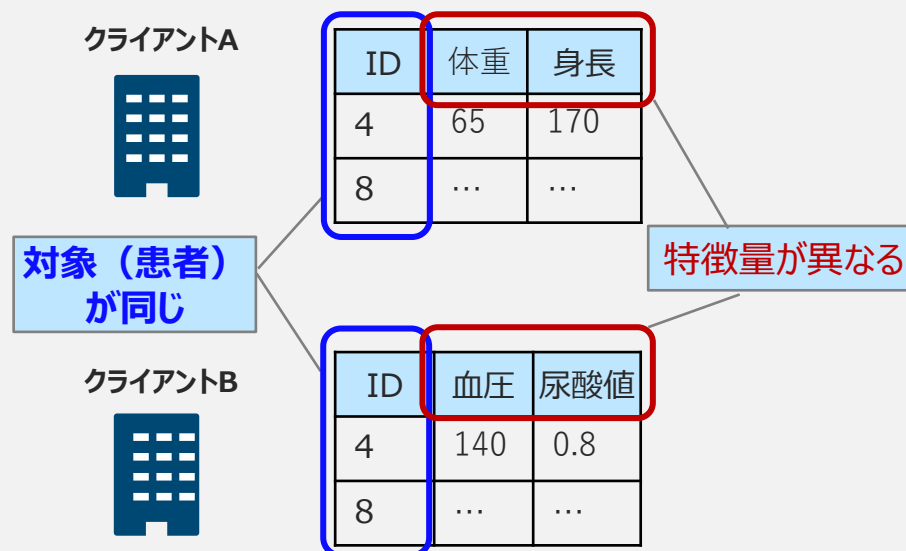 クライアントA
ID 体重 身長
4 65 170
8 … …
対象（患者）
が同じ
特徴量が異なる
クライアントB
ID 血圧 尿酸値
4 140 0.8
8 … …